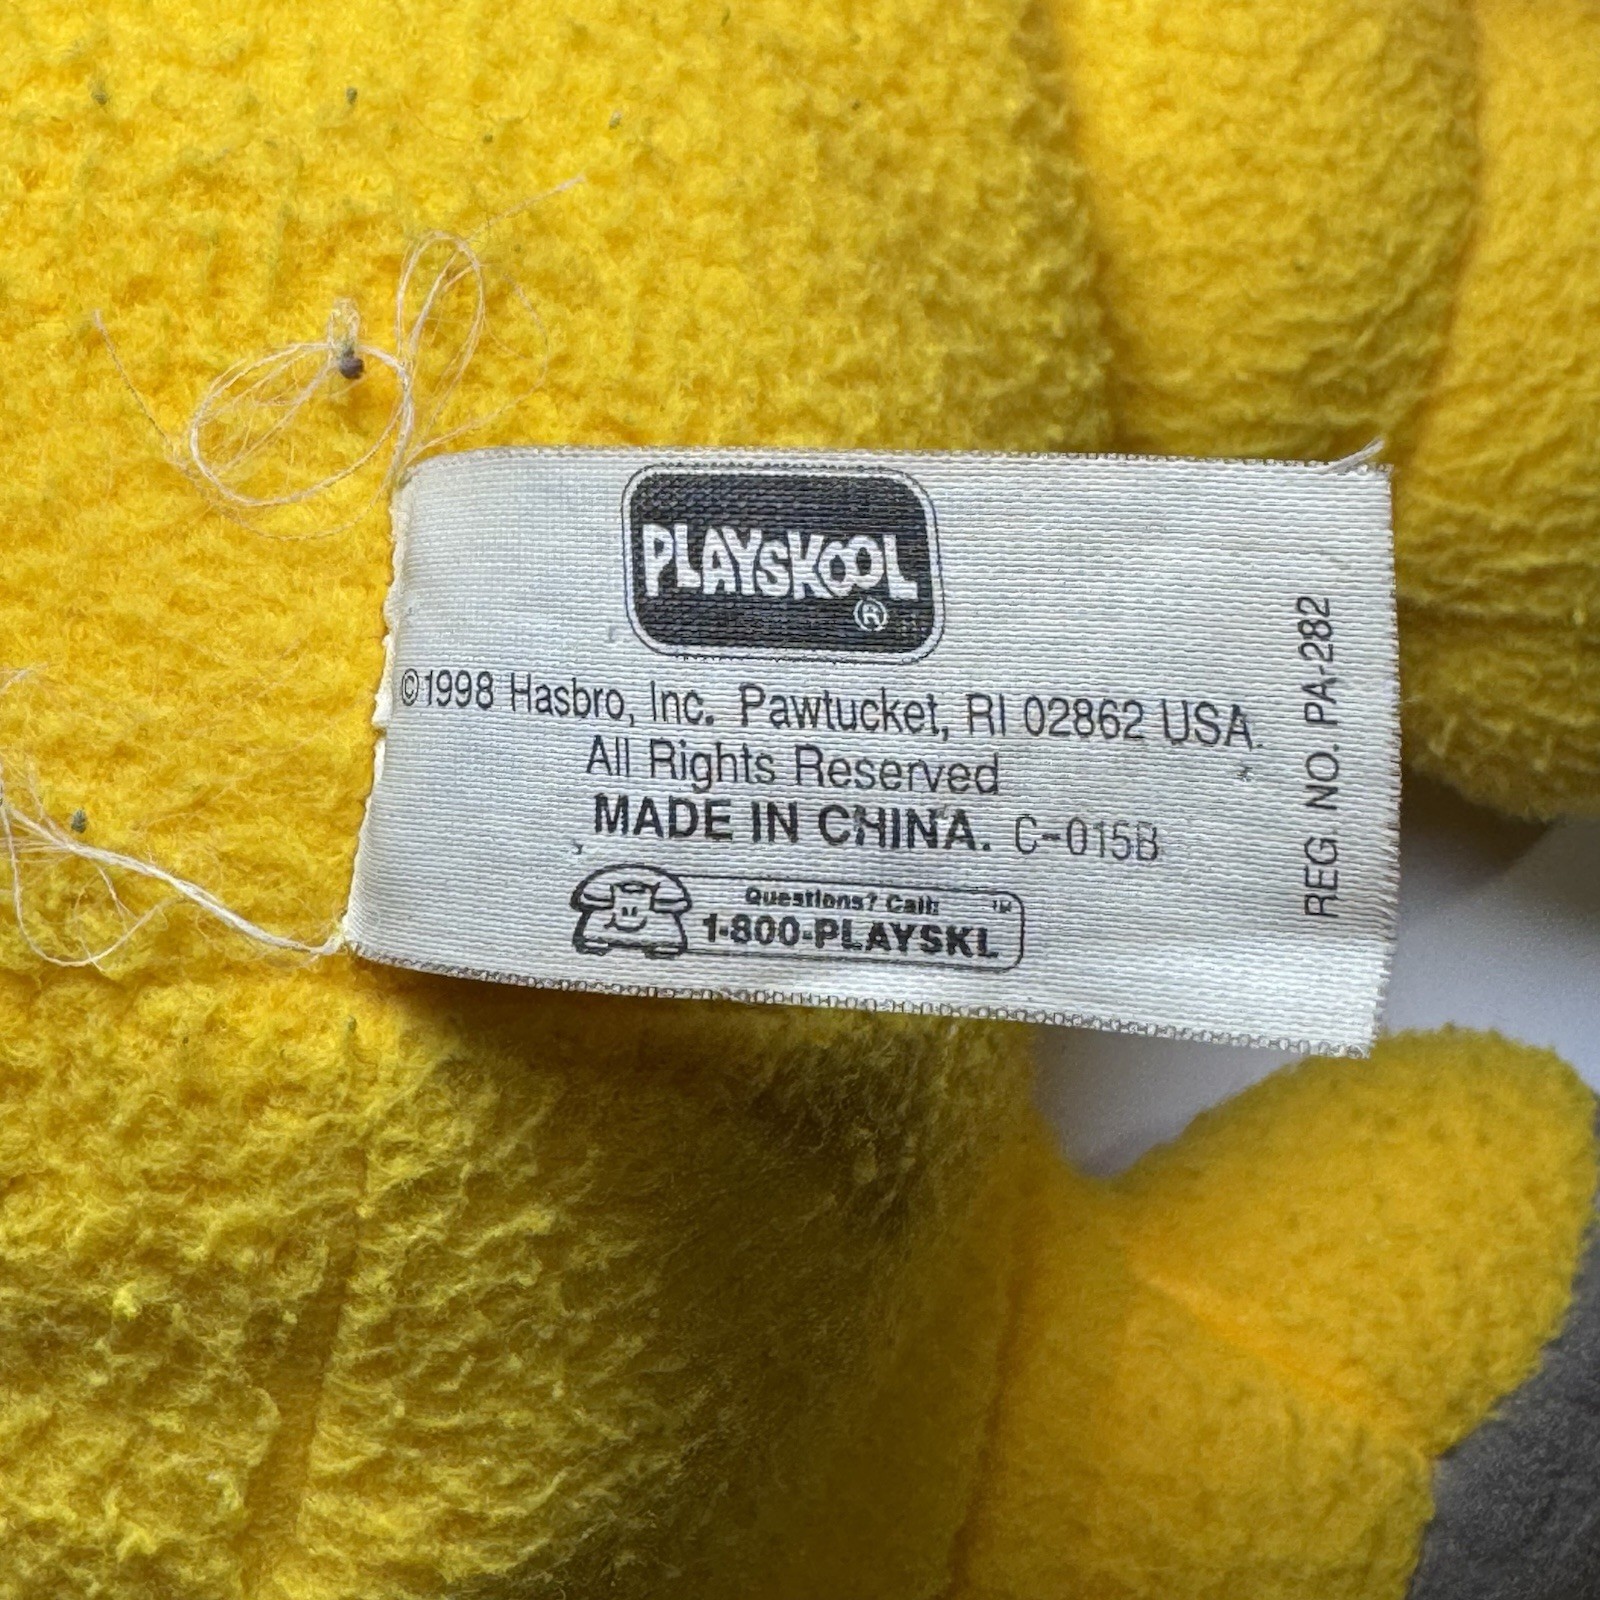 PLAYSKOOL
®
©1998 Hasbro, Inc. Pawtucket, RI 02862 USA.
All Rights Reserved
MADE IN CHINA. C-015B
Questions? Call: ™
1-800-PLAYSKL
REG. NO. PA-282